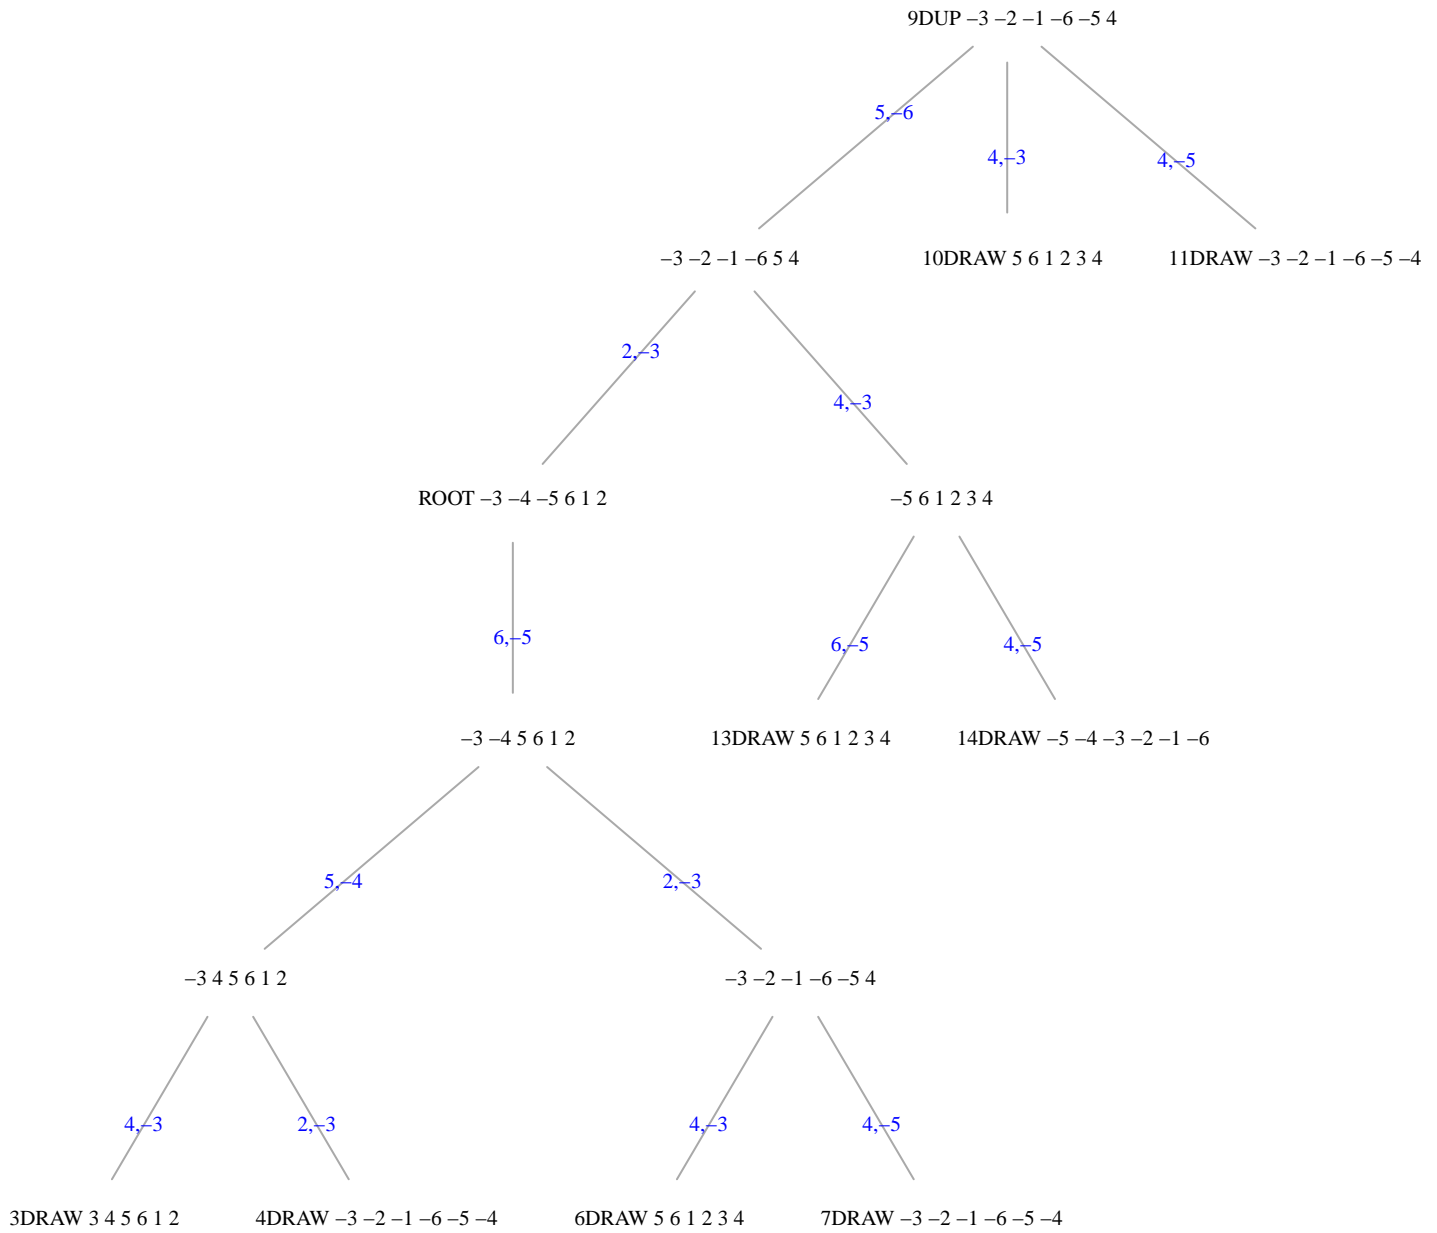 9DUP –3 –2 –1 –6 –5 4
5,–6
4,–3
4,–5
–3 –2 –1 –6 5 4
10DRAW 5 6 1 2 3 4
11DRAW –3 –2 –1 –6 –5 –4
2,–3
4,–3
ROOT –3 –4 –5 6 1 2
–5 6 1 2 3 4
6,–5
6,–5
4,–5
–3 –4 5 6 1 2
13DRAW 5 6 1 2 3 4
14DRAW –5 –4 –3 –2 –1 –6
5,–4
2,–3
–3 4 5 6 1 2
–3 –2 –1 –6 –5 4
4,–3
2,–3
4,–3
4,–5
3DRAW 3 4 5 6 1 2
4DRAW –3 –2 –1 –6 –5 –4
6DRAW 5 6 1 2 3 4
7DRAW –3 –2 –1 –6 –5 –4